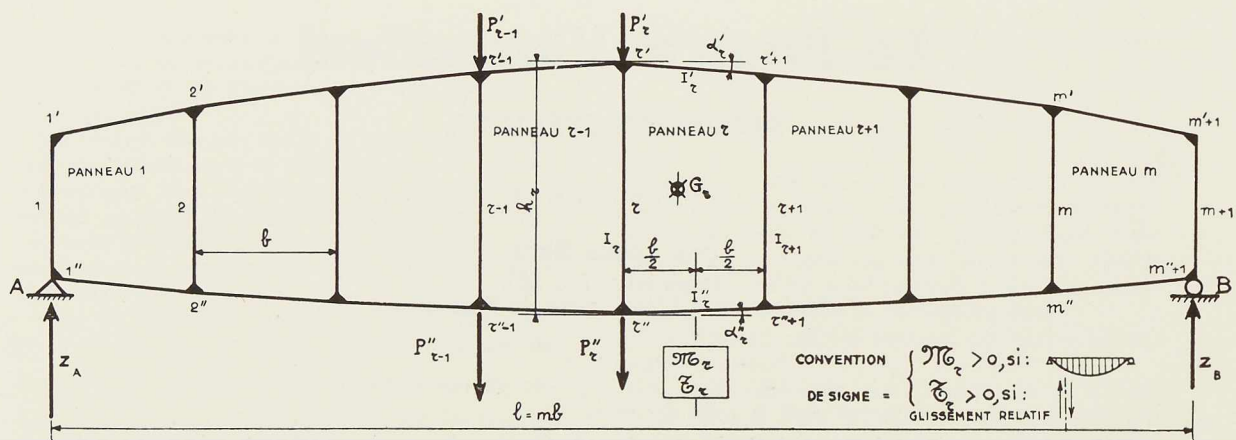 P'τ-1 P'τ
α'τ
τ'-1 τ' τ'+1
I'τ
1' 2' m' m'+1
PANNEAU 1 PANNEAU τ-1 PANNEAU τ PANNEAU τ+1 PANNEAU m
Gτ
1 2 τ-1 hτ τ τ+1 m m+1
b Iτ b/2 b/2 Iτ+1
A 1" m"+1 B
2" τ"-1 τ" I"τ τ"+1 m"
α"τ
P"τ-1 P"τ
ZA ZB
𝔐τ
𝔗τ
CONVENTION
DE SIGNE =
{ 𝔐τ > 0, si :
𝔗τ > 0, si :
GLISSEMENT RELATIF
l = mb